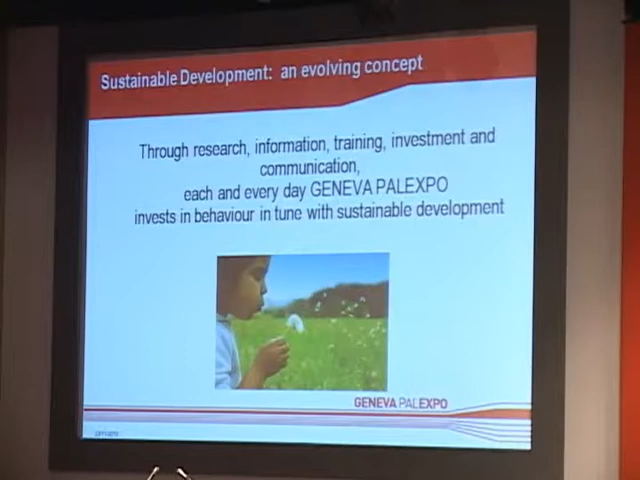 Sustainable Development: an evolving concept
Through research, information, training, investment and
communication,
each and every day GENEVA PALEXPO
invests in behaviour in tune with sustainable development
GENEVA PALEXPO